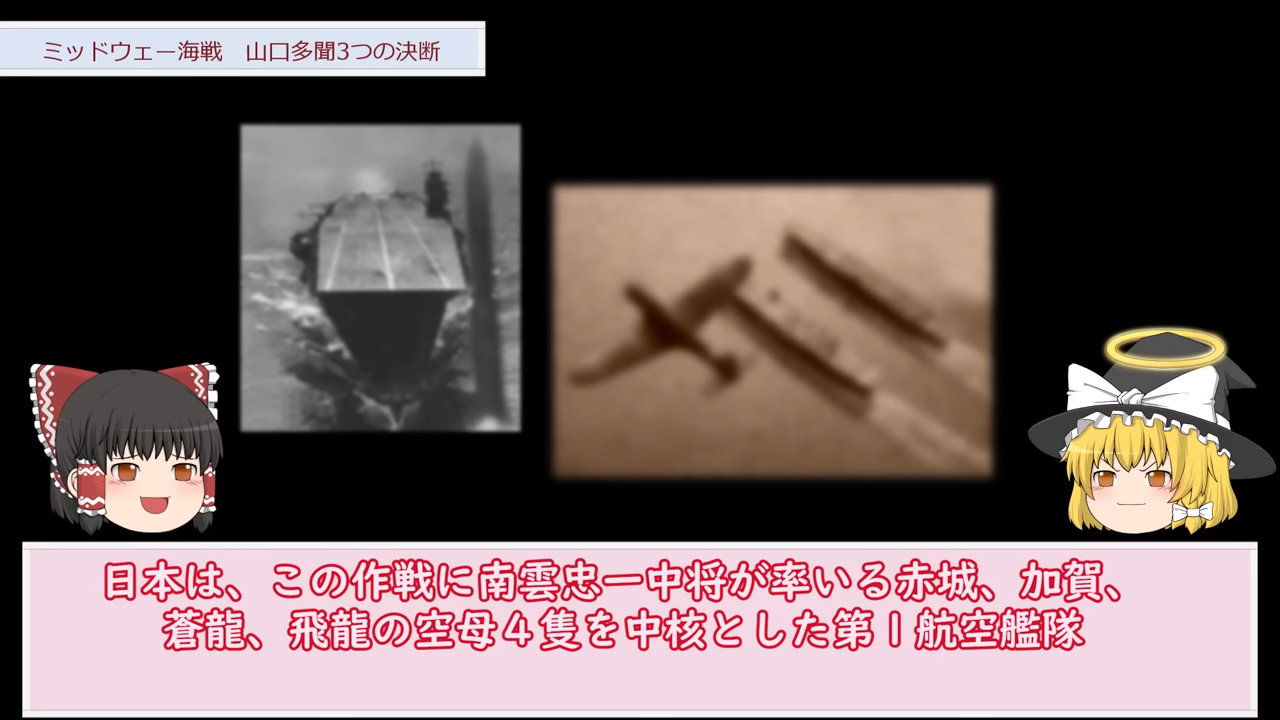 ミッドウェー海戦　山口多聞3つの決断
日本は、この作戦に南雲忠一中将が率いる赤城、加賀、
蒼龍、飛龍の空母４隻を中核とした第１航空艦隊